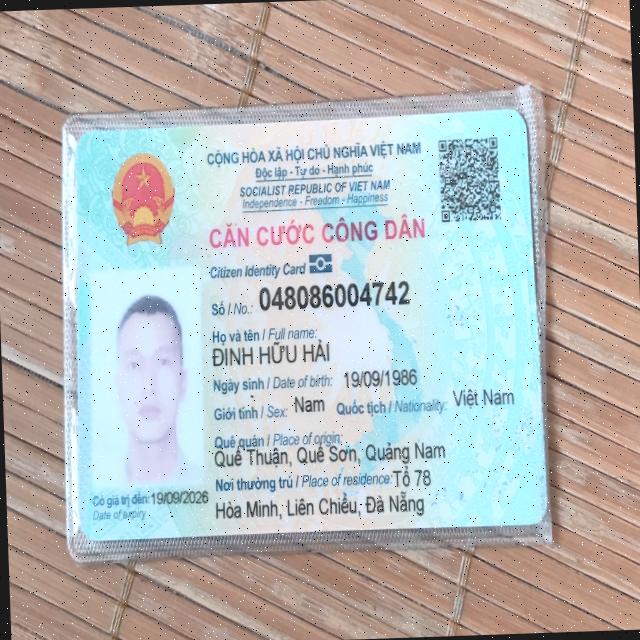 CỘNG HÒA XÃ HỘI CHỦ NGHĨA VIỆT NAM
Độc lập - Tự do - Hạnh phúc
SOCIALIST REPUBLIC OF VIET NAM
Independence - Freedom - Happiness
CĂN CƯỚC CÔNG DÂN
Citizen Identity Card
Số / No.: 048086004742
Họ và tên / Full name:
ĐINH HỮU HẢI
Ngày sinh / Date of birth: 19/09/1986
Giới tính / Sex: Nam Quốc tịch / Nationality: Việt Nam
Quê quán / Place of origin:
Quế Thuận, Quế Sơn, Quảng Nam
Nơi thường trú / Place of residence: Tổ 78
Hòa Minh, Liên Chiểu, Đà Nẵng
Có giá trị đến: 19/09/2026
Date of expiry